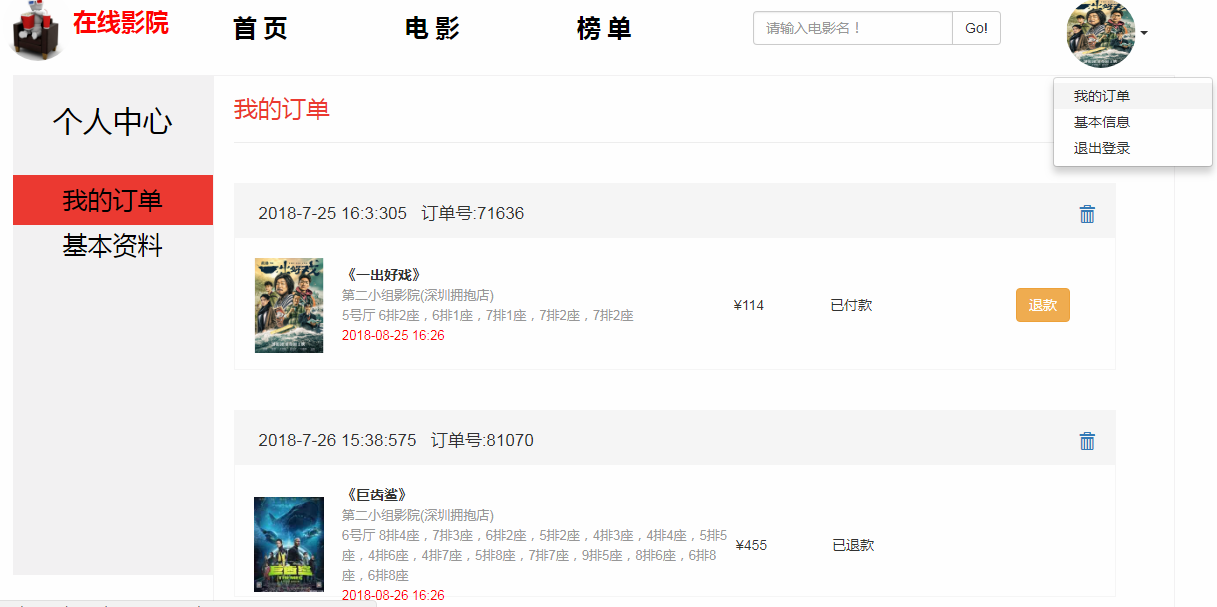 在线影院
首 页
电 影
榜 单
请输入电影名！
Go!
我的订单
基本信息
退出登录
个人中心
我的订单
基本资料
我的订单
2018-7-25 16:3:305 订单号:71636
《一出好戏》
第二小组影院(深圳拥抱店)
5号厅 6排2座，6排1座，7排1座，7排2座，7排2座
2018-08-25 16:26
¥114
已付款
退款
2018-7-26 15:38:575 订单号:81070
《巨齿鲨》
第二小组影院(深圳拥抱店)
6号厅 8排4座，7排3座，6排2座，5排2座，4排3座，4排4座，5排5
座，4排6座，4排7座，5排8座，7排7座，9排5座，8排6座，6排8
座，6排8座
2018-08-26 16:26
¥455
已退款
一出好戏
巨齿鲨